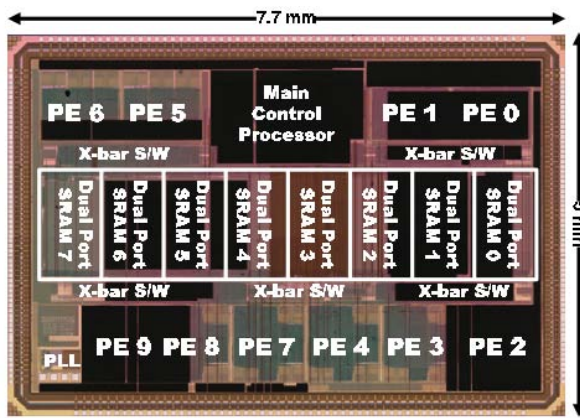 7.7 mm
PE 6 PE 5
Main
Control
Processor
PE 1 PE 0
X-bar S/W
X-bar S/W
Dual Port
SRAM 7
Dual Port
SRAM 6
Dual Port
SRAM 5
Dual Port
SRAM 4
Dual Port
SRAM 3
Dual Port
SRAM 2
Dual Port
SRAM 1
Dual Port
SRAM 0
X-bar S/W
X-bar S/W
X-bar S/W
PLL
PE 9 PE 8 PE 7 PE 4 PE 3 PE 2